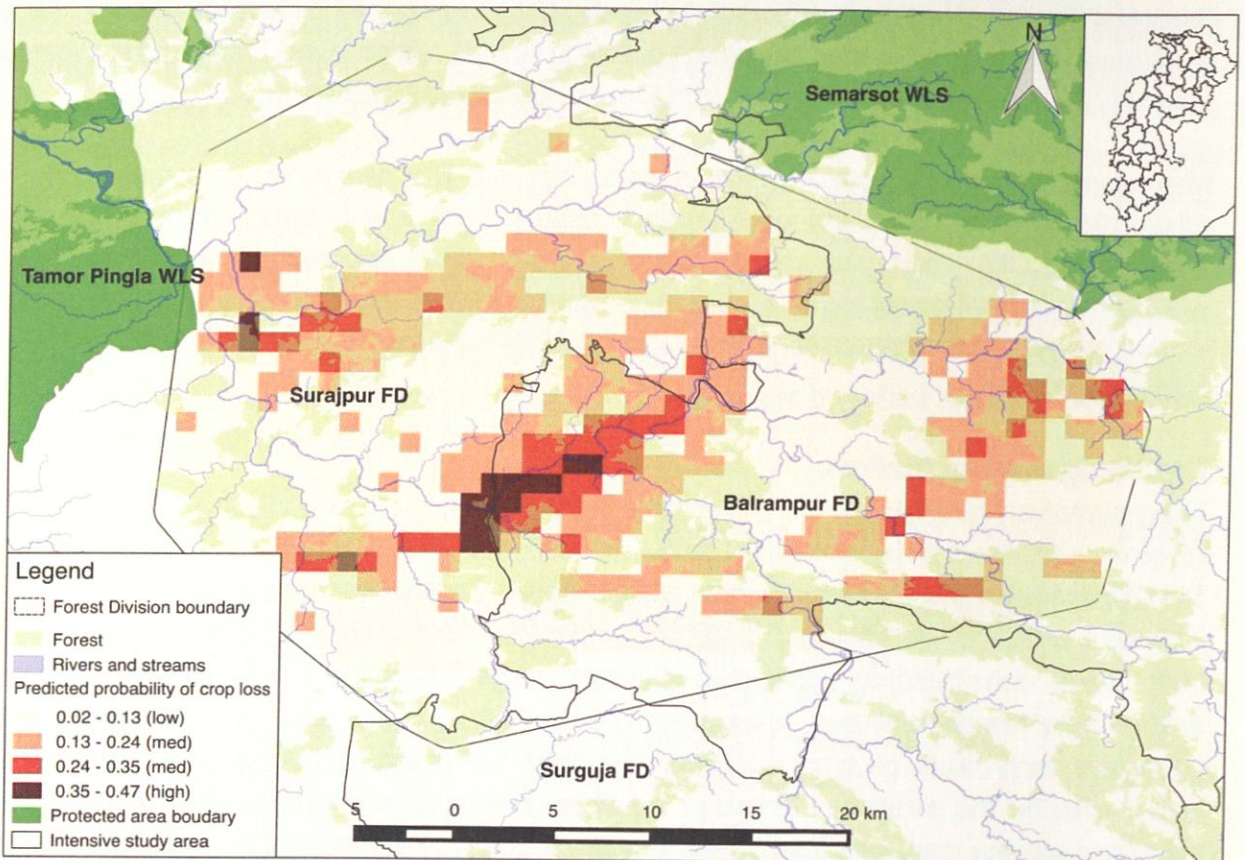 N
Semarsot WLS
Tamor Pingla WLS
Surajpur FD
Balrampur FD
Legend
Forest Division boundary
Forest
Rivers and streams
Predicted probability of crop loss
0.02 - 0.13 (low)
0.13 - 0.24 (med)
0.24 - 0.35 (med)
0.35 - 0.47 (high)
Protected area boudary
Intensive study area
Surguja FD
5 0 5 10 15 20 km